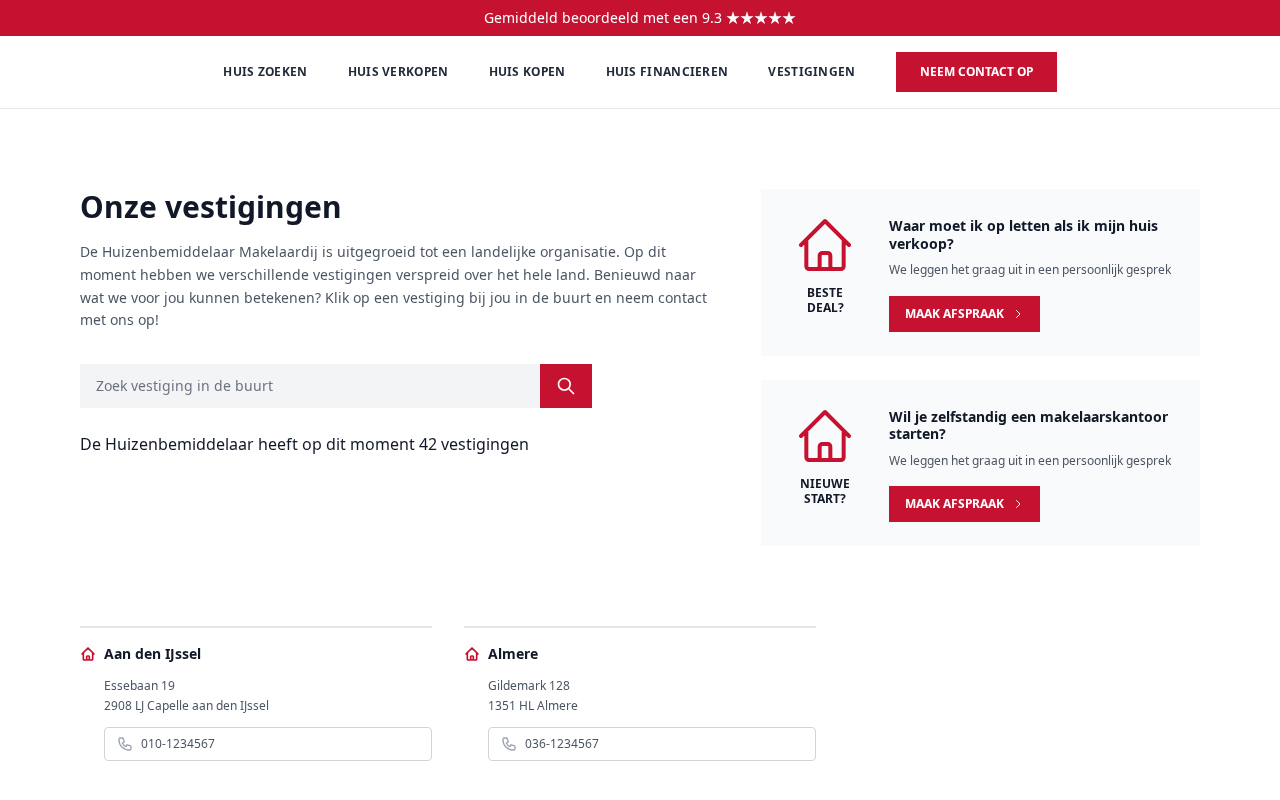 Gemiddeld beoordeeld met een 9.3 ★★★★★
HUIS ZOEKEN HUIS VERKOPEN HUIS KOPEN HUIS FINANCIEREN VESTIGINGEN NEEM CONTACT OP
Onze vestigingen
De Huizenbemiddelaar Makelaardij is uitgegroeid tot een landelijke organisatie. Op dit
moment hebben we verschillende vestigingen verspreid over het hele land. Benieuwd naar
wat we voor jou kunnen betekenen? Klik op een vestiging bij jou in de buurt en neem contact
met ons op!
Zoek vestiging in de buurt
De Huizenbemiddelaar heeft op dit moment 42 vestigingen
BESTE
DEAL?
Waar moet ik op letten als ik mijn huis
verkoop?
We leggen het graag uit in een persoonlijk gesprek
MAAK AFSPRAAK
NIEUWE
START?
Wil je zelfstandig een makelaarskantoor
starten?
We leggen het graag uit in een persoonlijk gesprek
MAAK AFSPRAAK
Aan den IJssel
Essebaan 19
2908 LJ Capelle aan den IJssel
010-1234567
Almere
Gildemark 128
1351 HL Almere
036-1234567